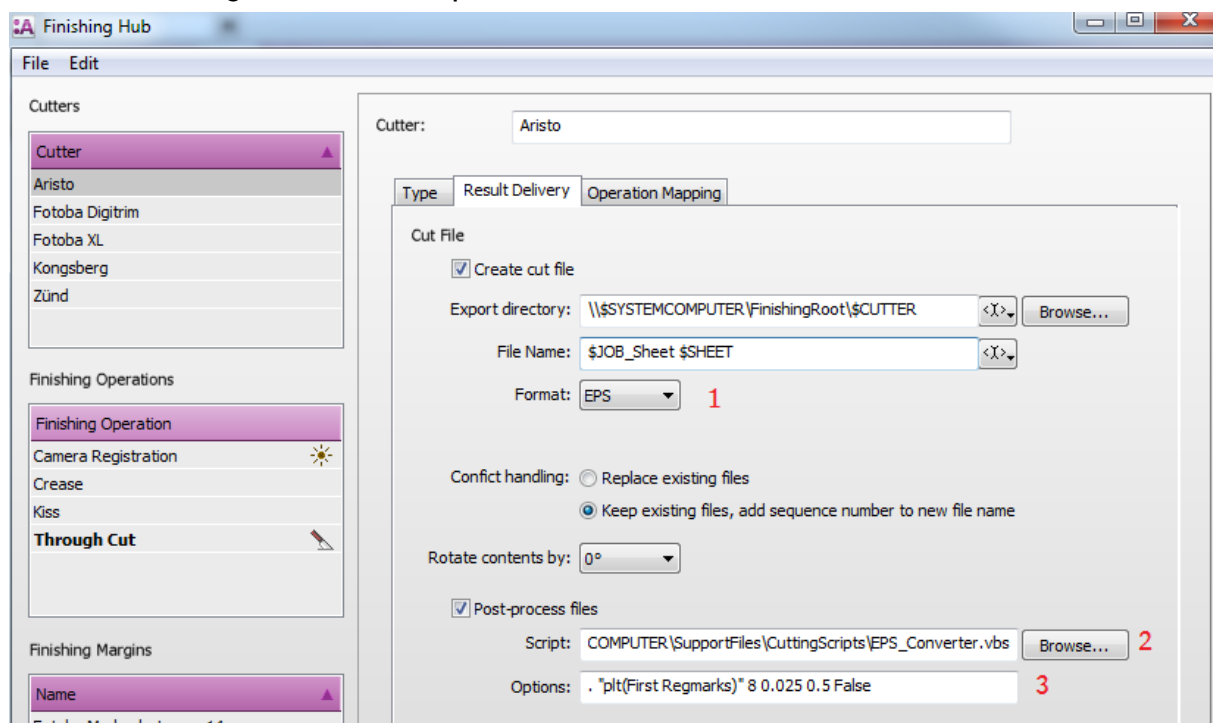 :A Finishing Hub
File Edit
Cutters
Cutter
Aristo
Fotoba Digitrim
Fotoba XL
Kongsberg
Zünd
Finishing Operations
Finishing Operation
Camera Registration
Crease
Kiss
Through Cut
Finishing Margins
Name
Cutter: Aristo
Type Result Delivery Operation Mapping
Cut File
Create cut file
Export directory: \\$SYSTEMCOMPUTER\FinishingRoot\$CUTTER <I> Browse...
File Name: $JOB_Sheet $SHEET <I>
Format: EPS 1
Confict handling: Replace existing files
Keep existing files, add sequence number to new file name
Rotate contents by: 0°
Post-process files
Script: COMPUTER\SupportFiles\CuttingScripts\EPS_Converter.vbs Browse... 2
Options: . "plt(First Regmarks)" 8 0.025 0.5 False 3